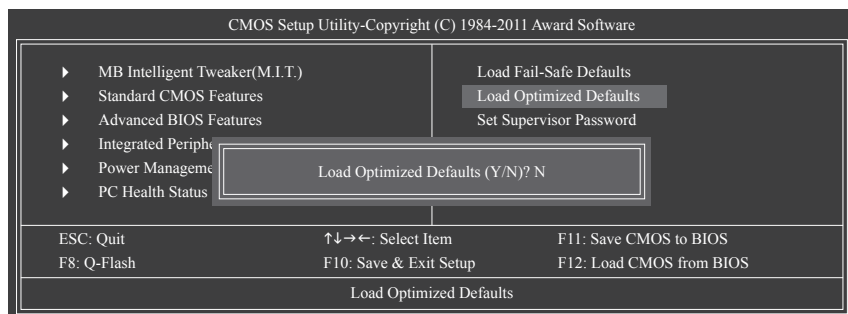 CMOS Setup Utility-Copyright (C) 1984-2011 Award Software
MB Intelligent Tweaker(M.I.T.)
Standard CMOS Features
Advanced BIOS Features
Integrated
Power
PC Health Status
Load Fail-Safe Defaults
Load Optimized Defaults
Set Supervisor Password
Load Optimized Defaults (Y/N)? N
ESC: Quit
↑↓→←: Select Item
F11: Save CMOS to BIOS
F8: Q-Flash
F10: Save & Exit Setup
F12: Load CMOS from BIOS
Load Optimized Defaults